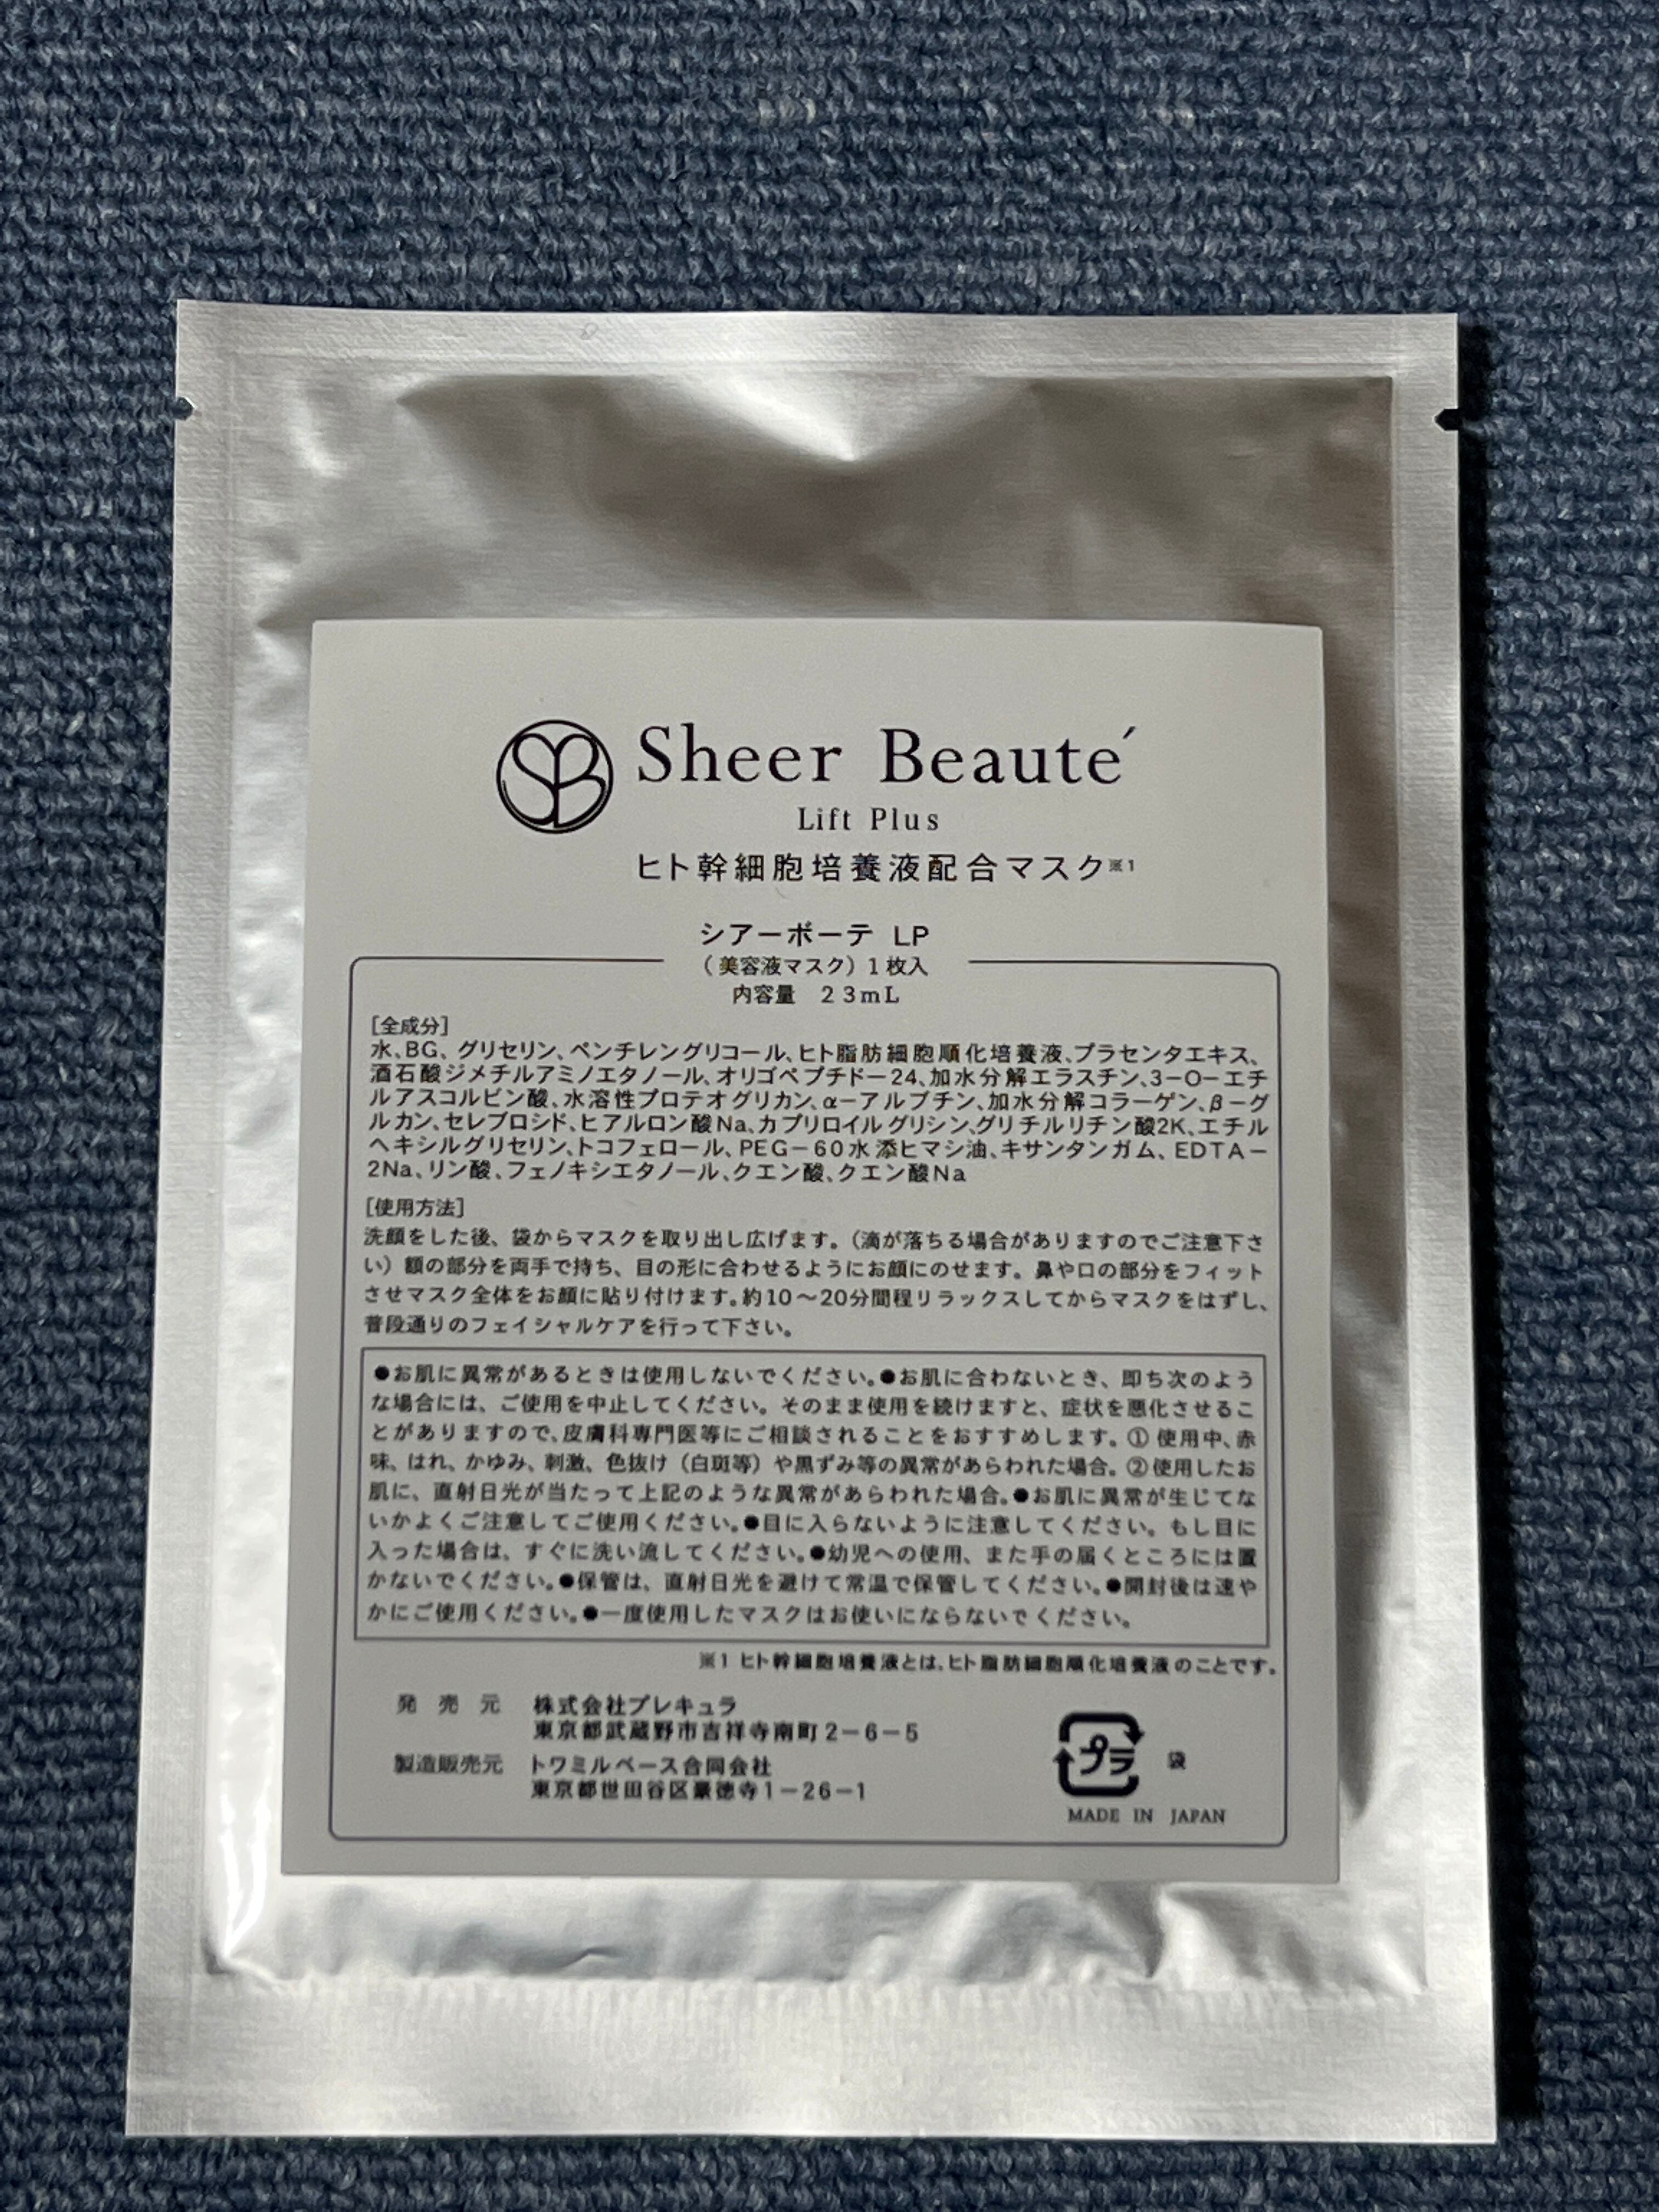 Sheer Beaute´
Lift Plus
ヒト幹細胞培養液配合マスク※1
シアーボーテ LP
（美容液マスク）1枚入
内容量 23mL
[全成分]
水、BG、グリセリン、ペンチレングリコール、ヒト脂肪細胞順化培養液、プラセンタエキス、
酒石酸ジメチルアミノエタノール、オリゴペプチドー24、加水分解エラスチン、3－O－エチ
ルアスコルビン酸、水溶性プロテオグリカン、α－アルブチン、加水分解コラーゲン、β－グ
ルカン、セレブロシド、ヒアルロン酸Na、カプリロイルグリシン、グリチルリチン酸2K、エチル
ヘキシルグリセリン、トコフェロール、PEG－60水添ヒマシ油、キサンタンガム、EDTA－
2Na、リン酸、フェノキシエタノール、クエン酸、クエン酸Na
[使用方法]
洗顔をした後、袋からマスクを取り出し広げます。（滴が落ちる場合がありますのでご注意下さ
い）額の部分を両手で持ち、目の形に合わせるようにお顔にのせます。鼻や口の部分をフィット
させマスク全体をお顔に貼り付けます。約10～20分間程リラックスしてからマスクをはずし、
普段通りのフェイシャルケアを行って下さい。
●お肌に異常があるときは使用しないでください。●お肌に合わないとき、即ち次のよう
な場合には、ご使用を中止してください。そのまま使用を続けますと、症状を悪化させるこ
とがありますので、皮膚科専門医等にご相談されることをおすすめします。①使用中、赤
味、はれ、かゆみ、刺激、色抜け（白斑等）や黒ずみ等の異常があらわれた場合。②使用したお
肌に、直射日光が当たって上記のような異常があらわれた場合。●お肌に異常が生じてな
いかよくご注意してご使用ください。●目に入らないように注意してください。もし目に
入った場合は、すぐに洗い流してください。●幼児への使用、また手の届くところには置
かないでください。●保管は、直射日光を避けて常温で保管してください。●開封後は速や
かにご使用ください。●一度使用したマスクはお使いにならないでください。
※1 ヒト幹細胞培養液とは、ヒト脂肪細胞順化培養液のことです。
発売元 株式会社プレキュラ
東京都武蔵野市吉祥寺南町2－6－5
製造販売元 トワミルベース合同会社
東京都世田谷区豪徳寺1－26－1
プラ 袋
MADE IN JAPAN